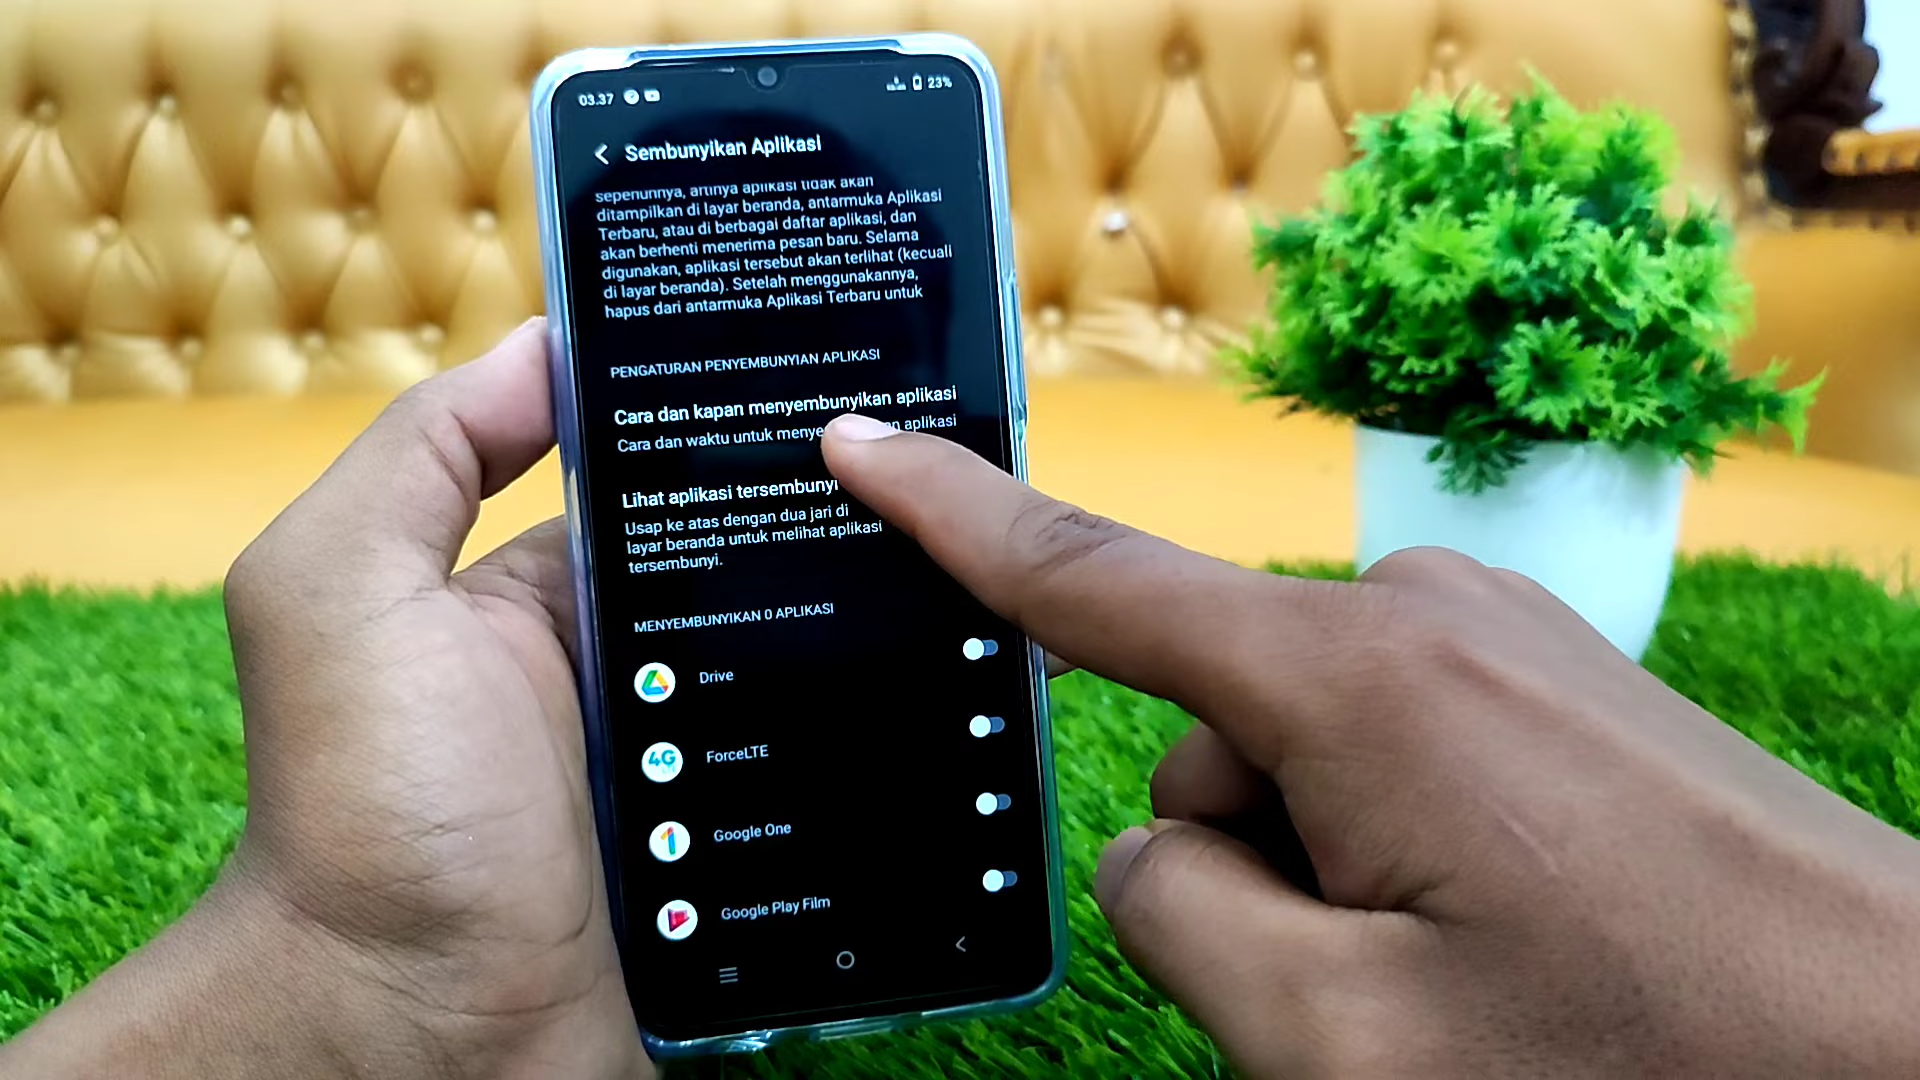 03.37
23%
Sembunyikan Aplikasi
sepenuhnya, artinya aplikasi tidak akan
ditampilkan di layar beranda, antarmuka Aplikasi
Terbaru, atau di berbagai daftar aplikasi, dan
akan berhenti menerima pesan baru. Selama
digunakan, aplikasi tersebut akan terlihat (kecuali
di layar beranda). Setelah menggunakannya,
hapus dari antarmuka Aplikasi Terbaru untuk
PENGATURAN PENYEMBUNYIAN APLIKASI
Cara dan kapan menyembunyikan aplikasi
Cara dan waktu untuk aplikasi
Lihat aplikasi tersembunyi
Usap ke atas dengan dua jari di
layar beranda untuk melihat aplikasi
tersembunyi.
MENYEMBUNYIKAN 0 APLIKASI
Drive
4G
ForceLTE
Google One
Google Play Film